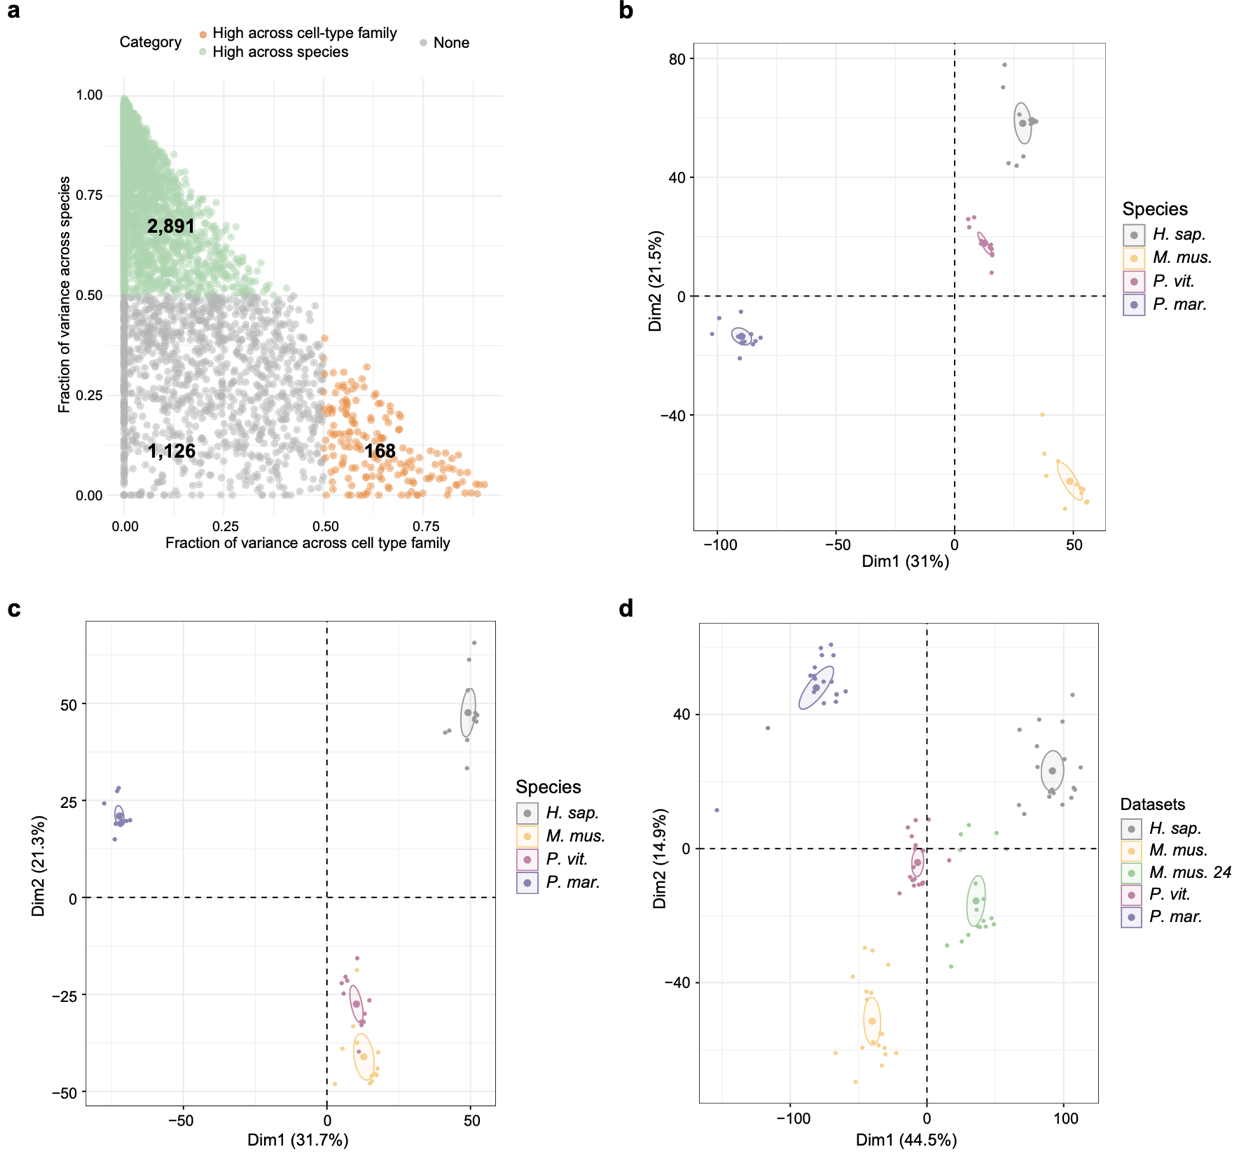 a
Category
High across cell-type family
High across species
None
1.00
0.75
0.50
0.25
0.00
Fraction of variance across species
2,891
1,126
168
0.00
0.25
0.50
0.75
Fraction of variance across cell type family
b
80
40
0
−40
Dim2 (21.5%)
−100
−50
0
50
Dim1 (31%)
Species
H. sap.
M. mus.
P. vit.
P. mar.
c
50
25
0
−25
−50
Dim2 (21.3%)
−50
0
50
Dim1 (31.7%)
Species
H. sap.
M. mus.
P. vit.
P. mar.
d
40
0
−40
Dim2 (14.9%)
−100
0
100
Dim1 (44.5%)
Datasets
H. sap.
M. mus.
M. mus. 24
P. vit.
P. mar.